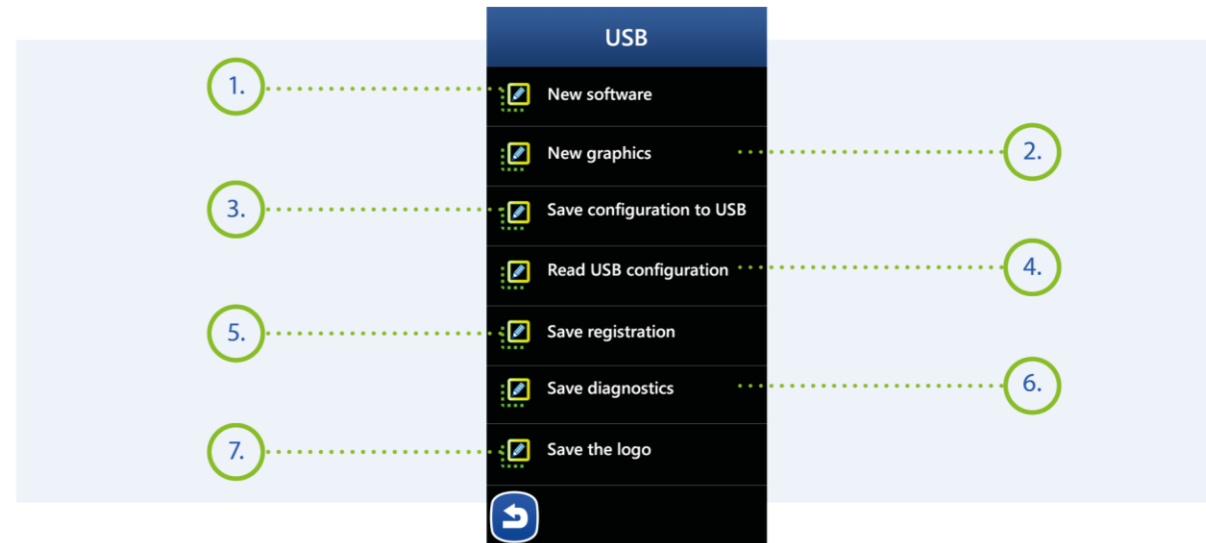 USB
1.
New software
New graphics
2.
3.
Save configuration to USB
Read USB configuration
4.
5.
Save registration
Save diagnostics
6.
7.
Save the logo